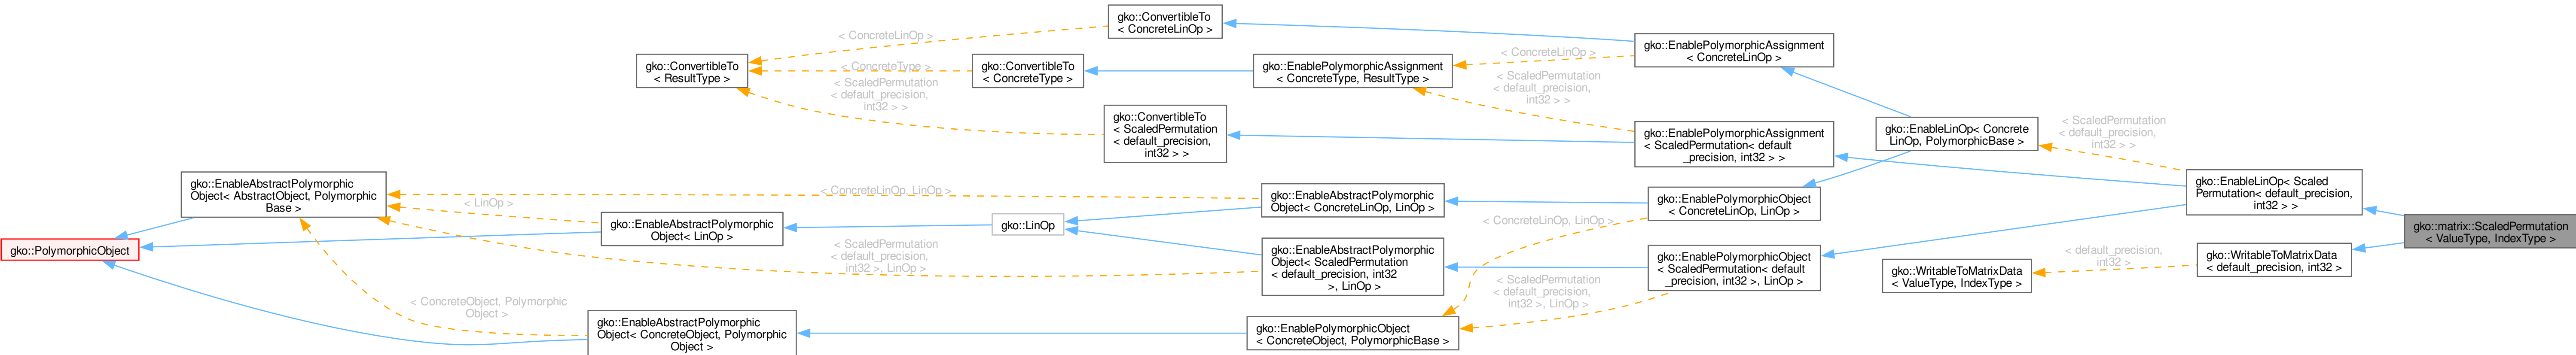 gko::ConvertibleTo
< ConcreteLinOp >
< ConcreteLinOp >
gko::EnablePolymorphicAssignment
< ConcreteLinOp >
gko::ConvertibleTo
< ResultType >
< ConcreteType >
gko::ConvertibleTo
< ConcreteType >
gko::EnablePolymorphicAssignment
< ConcreteType, ResultType >
< ConcreteLinOp >
< ScaledPermutation
< default_precision,
int32 > >
< ScaledPermutation
< default_precision,
int32 > >
gko::ConvertibleTo
< ScaledPermutation
< default_precision,
int32 > >
gko::EnablePolymorphicAssignment
< ScaledPermutation< default
_precision, int32 > >
gko::EnableLinOp< Concrete
LinOp, PolymorphicBase >
< ScaledPermutation
< default_precision,
int32 > >
gko::EnableAbstractPolymorphic
Object< AbstractObject, Polymorphic
Base >
< ConcreteLinOp, LinOp >
gko::EnableAbstractPolymorphic
Object< ConcreteLinOp, LinOp >
gko::EnablePolymorphicObject
< ConcreteLinOp, LinOp >
gko::EnableLinOp< Scaled
Permutation< default_precision,
int32 > >
< LinOp >
gko::EnableAbstractPolymorphic
Object< LinOp >
gko::LinOp
< ConcreteLinOp, LinOp >
gko::matrix::ScaledPermutation
< ValueType, IndexType >
gko::PolymorphicObject
< ScaledPermutation
< default_precision,
int32 >, LinOp >
gko::EnableAbstractPolymorphic
Object< ScaledPermutation
< default_precision, int32
>, LinOp >
gko::EnablePolymorphicObject
< ScaledPermutation< default
_precision, int32 >, LinOp >
gko::WritableToMatrixData
< ValueType, IndexType >
< default_precision,
int32 >
gko::WritableToMatrixData
< default_precision, int32 >
< ConcreteObject, Polymorphic
Object >
< ScaledPermutation
< default_precision,
int32 >, LinOp >
gko::EnableAbstractPolymorphic
Object< ConcreteObject, Polymorphic
Object >
gko::EnablePolymorphicObject
< ConcreteObject, PolymorphicBase >